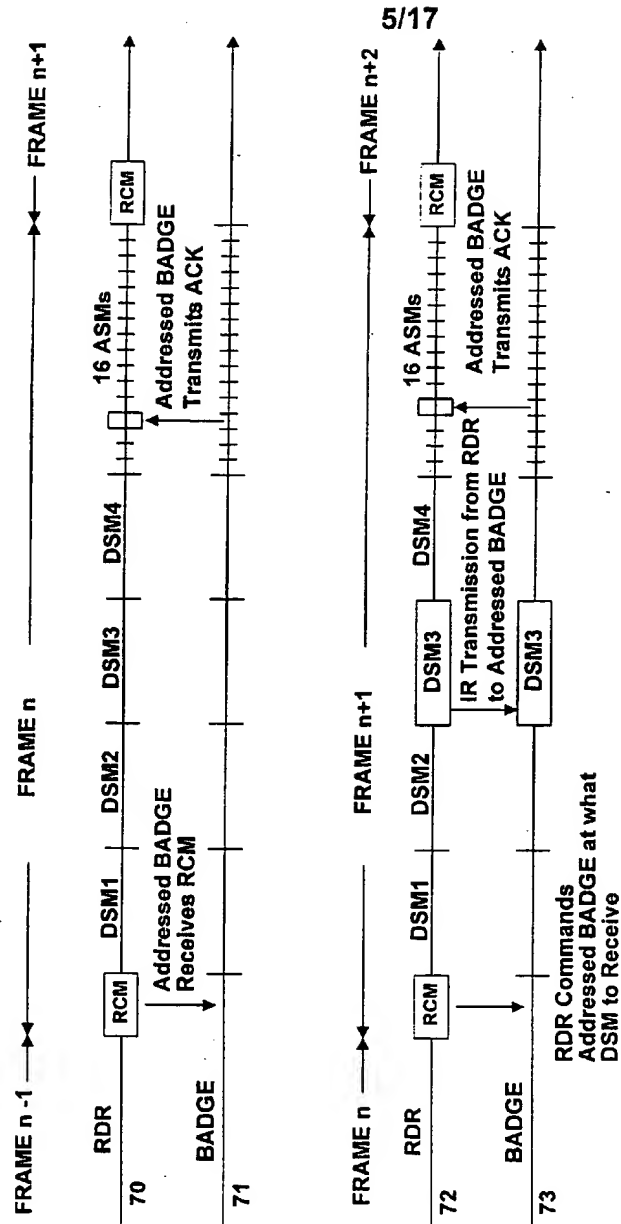 5/17
FRAME n -1
FRAME n
FRAME n+1
RDR
RCM
DSM1
DSM2
DSM3
DSM4
16 ASMs
RCM
70
Addressed BADGE
Receives RCM
Addressed BADGE
Transmits ACK
BADGE
71
FRAME n
FRAME n+1
FRAME n+2
RDR
RCM
DSM1
DSM2
DSM3
DSM4
16 ASMs
RCM
72
IR Transmission from RDR
to Addressed BADGE
Addressed BADGE
Transmits ACK
BADGE
DSM3
73
RDR Commands
Addressed BADGE at what
DSM to Receive